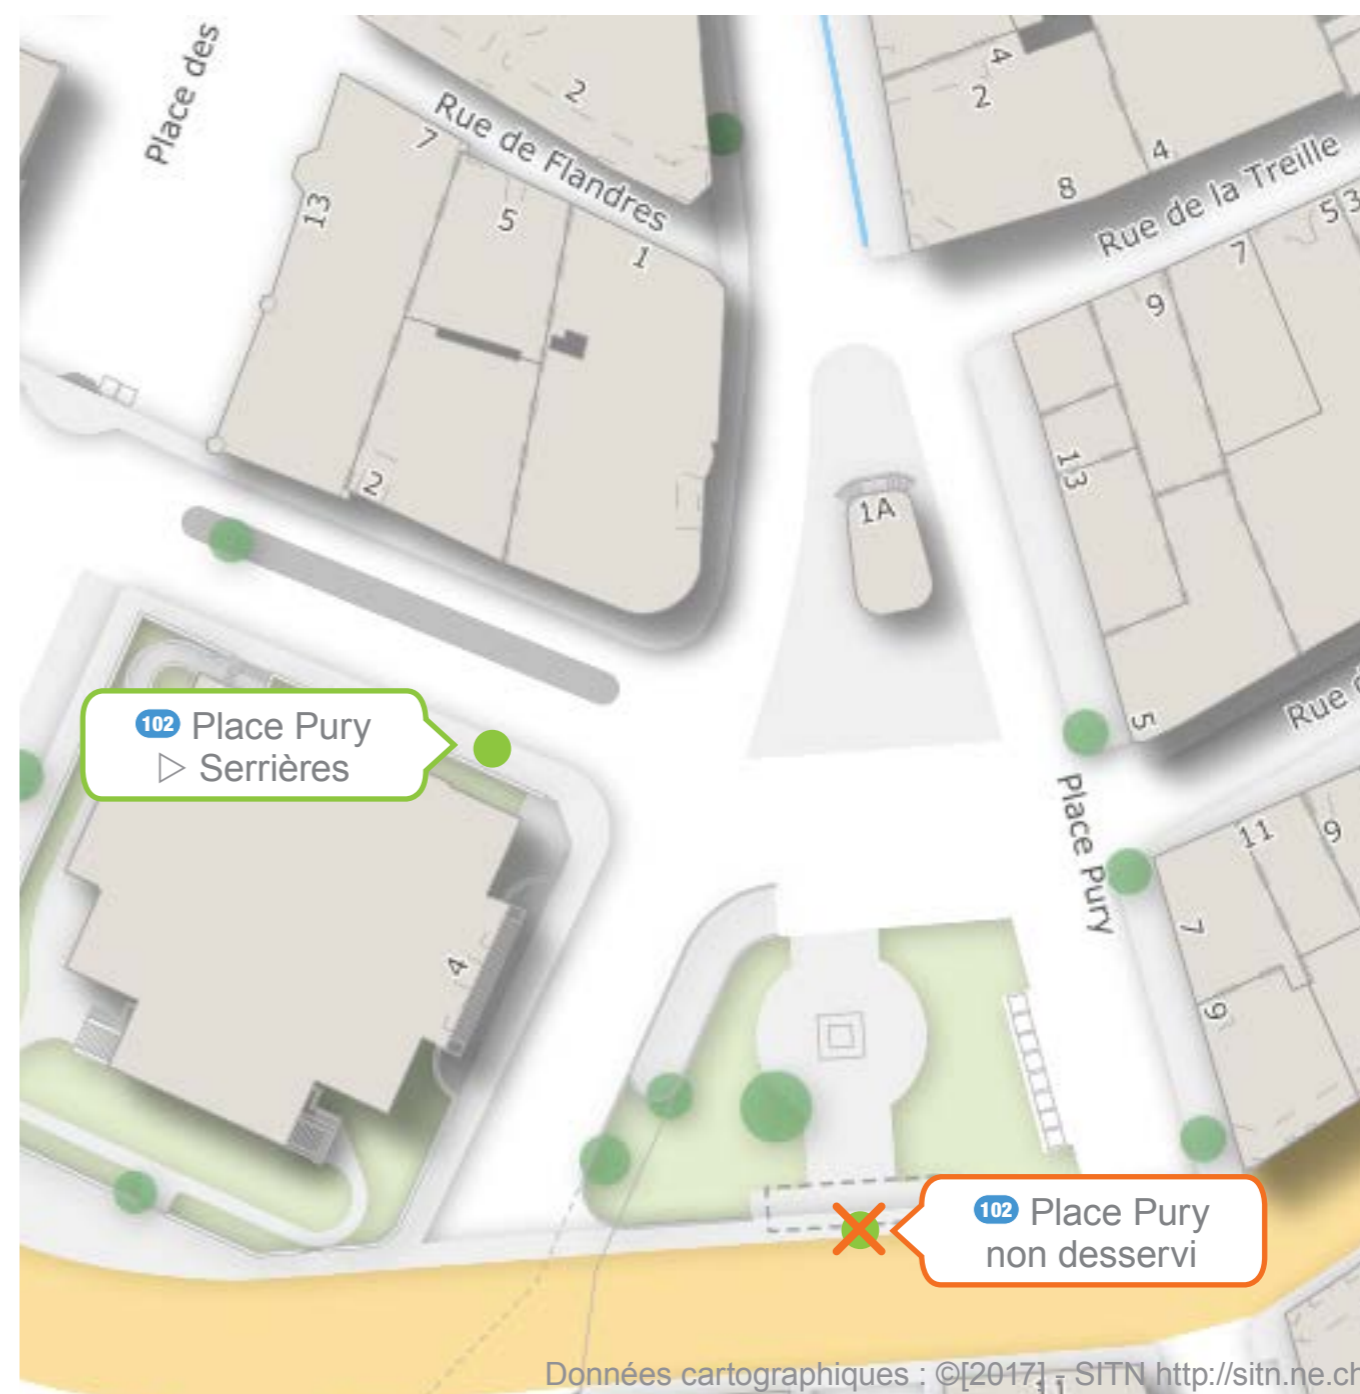 Place des
2
Rue de Flandres
7
5
1
13
2
4
2
4
8
Rue de la Treille
5
3
7
9
13
1A
5
Rue
102 Place Pury
▷ Serrières
Place Pury
11
9
7
9
4
102 Place Pury
non desservi
11
Données cartographiques : ©[2017] - SITN http://sitn.ne.ch